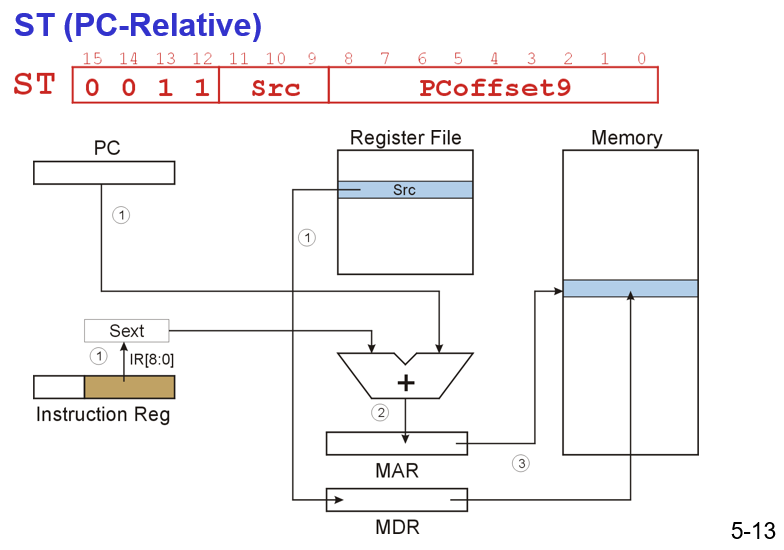 ST (PC-Relative)
15 14 13 12 11 10 9 8 7 6 5 4 3 2 1 0
ST 0 0 1 1 Src PCoffset9
PC
Register File
Memory
Src
1
1
Sext
1
IR[8:0]
+
Instruction Reg
2
MAR
3
MDR
5-13